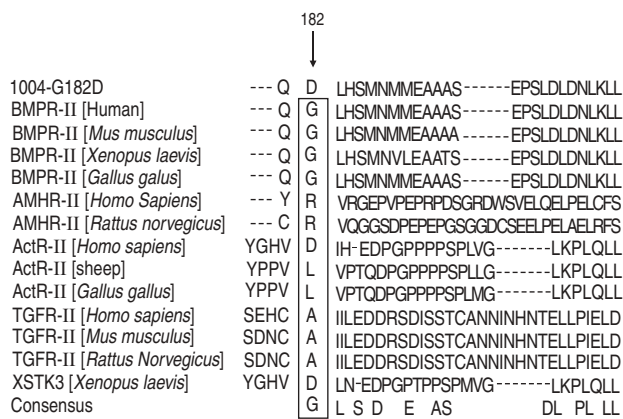 182
1004-G182D --- Q D LHSMNMMEAAAS------EPSLDLDNLKLL
BMPR-II [Human] --- Q G LHSMNMMEAAAS------EPSLDLDNLKLL
BMPR-II [Mus musculus] --- Q G LHSMNMMEAAAA ------EPSLDLDNLKLL
BMPR-II [Xenopus laevis] --- Q G LHSMNVLEAATS------EPSLDLDNLKLL
BMPR-II [Gallus galus] --- Q G LHSMNMMEAAAS------EPSLDLDNLKLL
AMHR-II [Homo Sapiens] --- Y R VRGEPVPEPRPDSGRDWSVELQELPELCFS
AMHR-II [Rattus norvegicus] --- C R VQGGSDPEPEPGSGGDCSEELPELAELRFS
ActR-II [Homo sapiens] YGHV D IH-EDPGPPPPSPLVG-------LKPLQLL
ActR-II [sheep] YPPV L VPTQDPGPPPPSPLLG-------LKPLQLL
ActR-II [Gallus gallus] YPPV L VPTQDPGPPPPSPLMG-------LKPLQLL
TGFR-II [Homo sapiens] SEHC A IILEDDRSDISSTCANNINHNTELLPIELD
TGFR-II [Mus musculus] SDNC A IILEDDRSDISSTCANNINHNTELLPIELD
TGFR-II [Rattus Norvegicus] SDNC A IILEDDRSDISSTCANNINHNTELLPIELD
XSTK3 [Xenopus laevis] YGHV D LN-EDPGPTPPSPMVG-------LKPLQLL
Consensus G L S D E AS DL PL LL